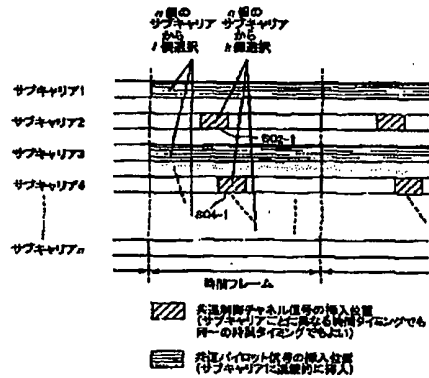 n個の
サブキャリア
から
l個選択
n個の
サブキャリア
から
個選択
サブキャリア1
サブキャリア2
802-1
サブキャリア3
サブキャリア4
804-1
サブキャリアn
時間フレーム
共通制御チャネル信号の挿入位置
(サブキャリアごとに異なる時間タイミングでも
同一の時間タイミングでもよい)
共通パイロット信号の挿入位置
(サブキャリアに連続的に挿入)